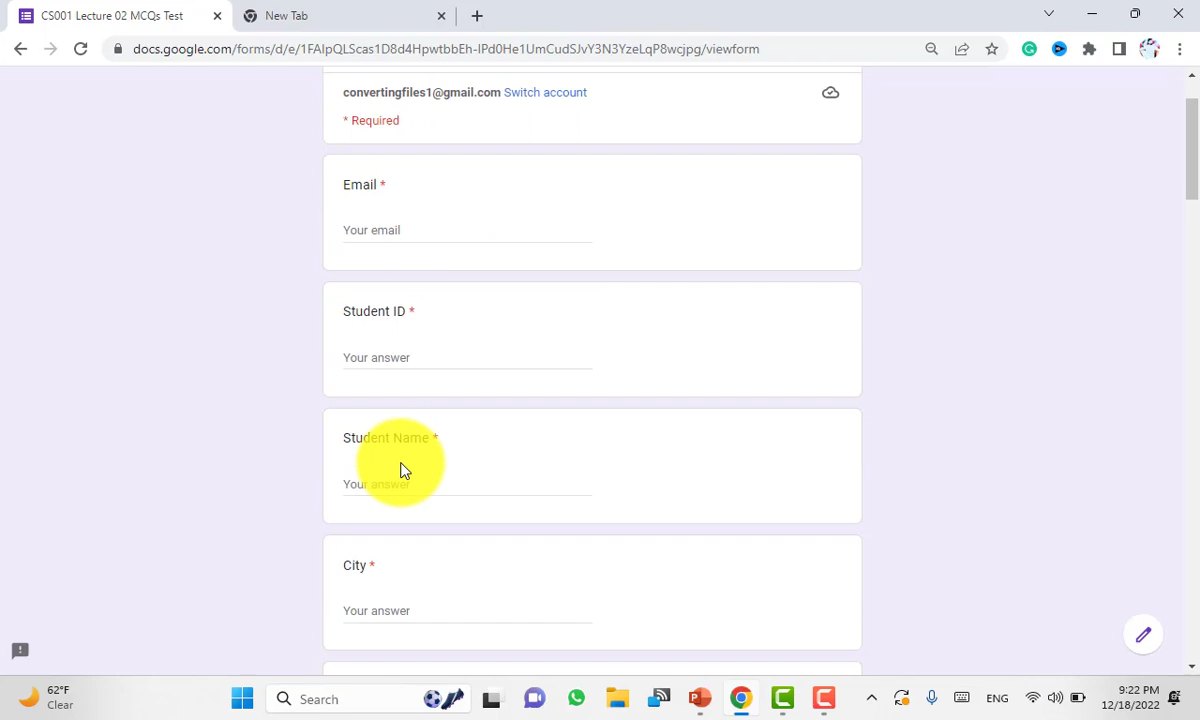 CS001 Lecture 02 MCQs Test
New Tab
docs.google.com/forms/d/e/1FAIpQLScas1D8d4HpwtbbEh-IPd0He1UmCudSJvY3N3YzeLqP8wcjpg/viewform
convertingfiles1@gmail.com Switch account
* Required
Email *
Your email
Student ID *
Your answer
Student Name *
Your answer
City *
Your answer
62°F
Clear
Search
ENG
9:22 PM
12/18/2022